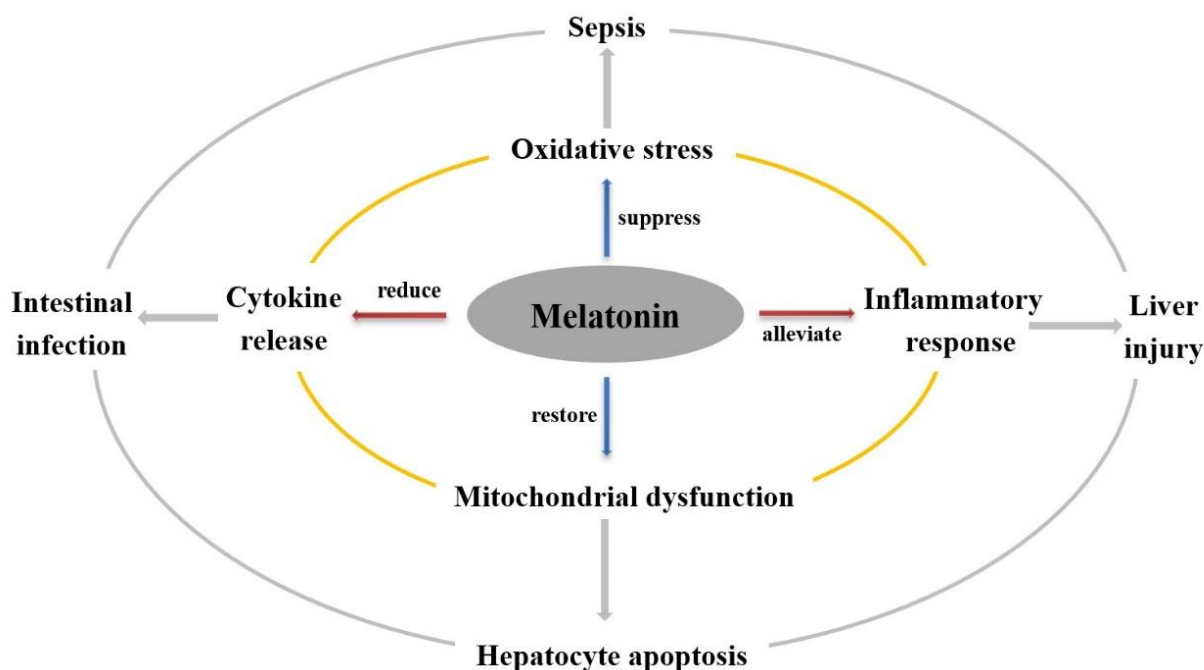 Sepsis
Oxidative stress
suppress
Intestinal
infection
Cytokine
release
reduce
Melatonin
alleviate
Inflammatory
response
Liver
injury
restore
Mitochondrial dysfunction
Hepatocyte apoptosis